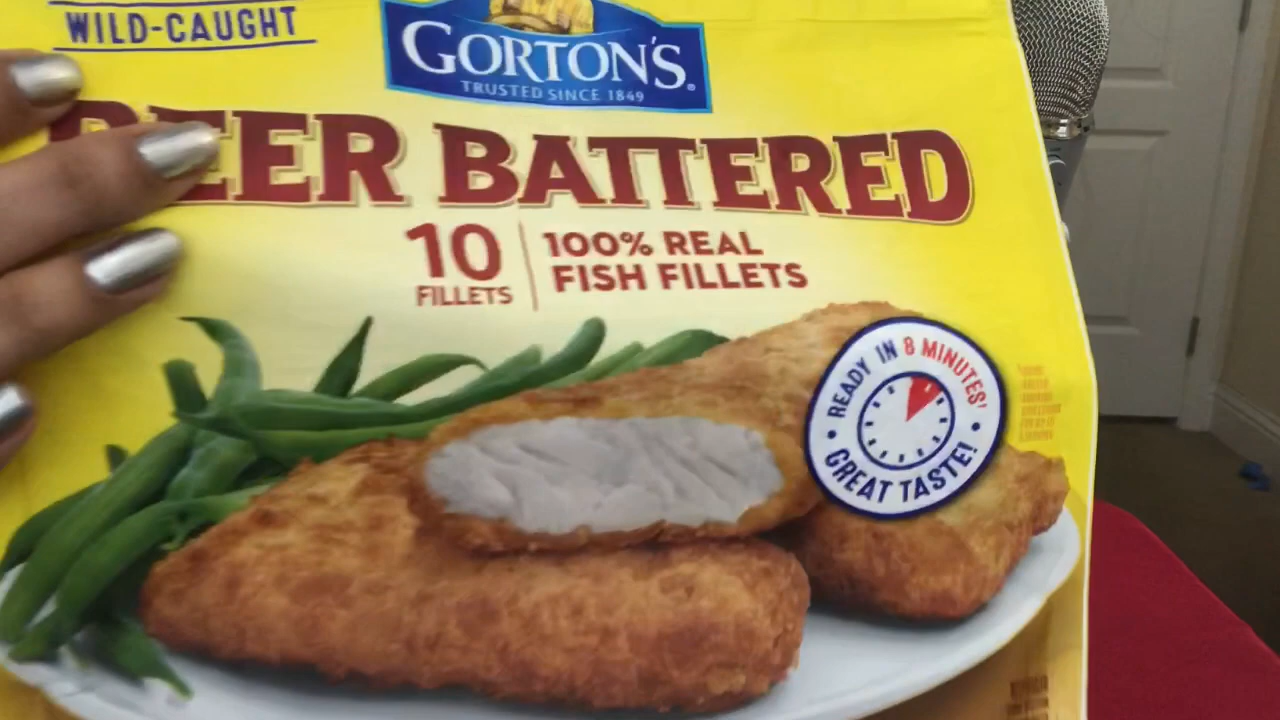 WILD-CAUGHT
GORTON'S®
TRUSTED SINCE 1849
BEER BATTERED
10
FILLETS
100% REAL
FISH FILLETS
READY IN 8 MINUTES!
GREAT TASTE!